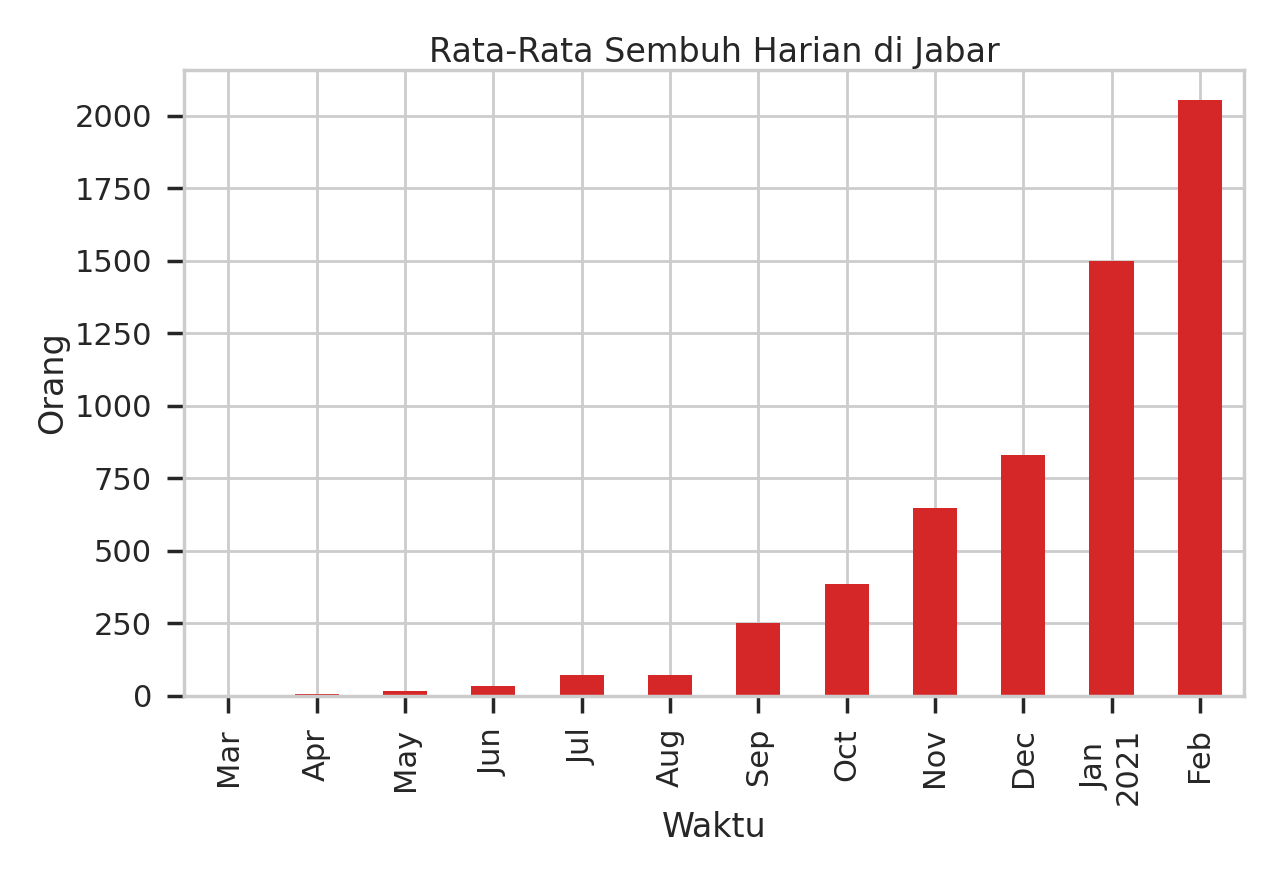 Rata-Rata Sembuh Harian di Jabar
2000
1750
1500
1250
1000
750
500
250
0
Orang
Mar
Apr
May
Jun
Jul
Aug
Sep
Oct
Nov
Dec
Jan
2021
Feb
Waktu